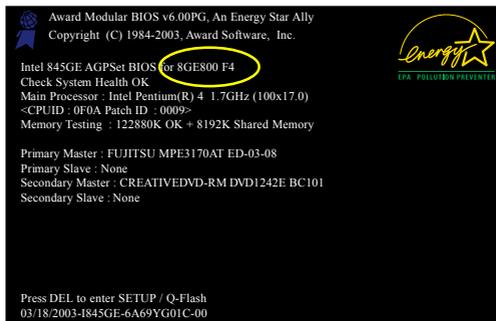 Award Modular BIOS v6.00PG, An Energy Star Ally
Copyright (C) 1984-2003, Award Software, Inc.
energy
EPA POLLUTION PREVENTER
Intel 845GE AGPSet BIOS for 8GE800 F4
Check System Health OK
Main Processor : Intel Pentium(R) 4 1.7GHz (100x17.0)
<CPUID : 0F0A Patch ID : 0009>
Memory Testing : 122880K OK + 8192K Shared Memory
Primary Master : FUJITSU MPE3170AT ED-03-08
Primary Slave : None
Secondary Master : CREATIVEDVD-RM DVD1242E BC101
Secondary Slave : None
Press DEL to enter SETUP / Q-Flash
03/18/2003-I845GE-6A69YG01C-00